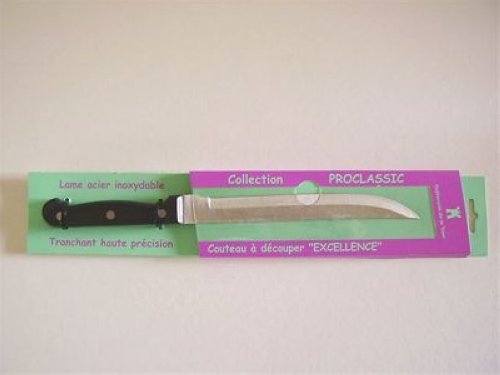 Collection PROCLASSIC
Lame acier inoxydable
Tranchant haute précision
Couteau à découper "EXCELLENCE"